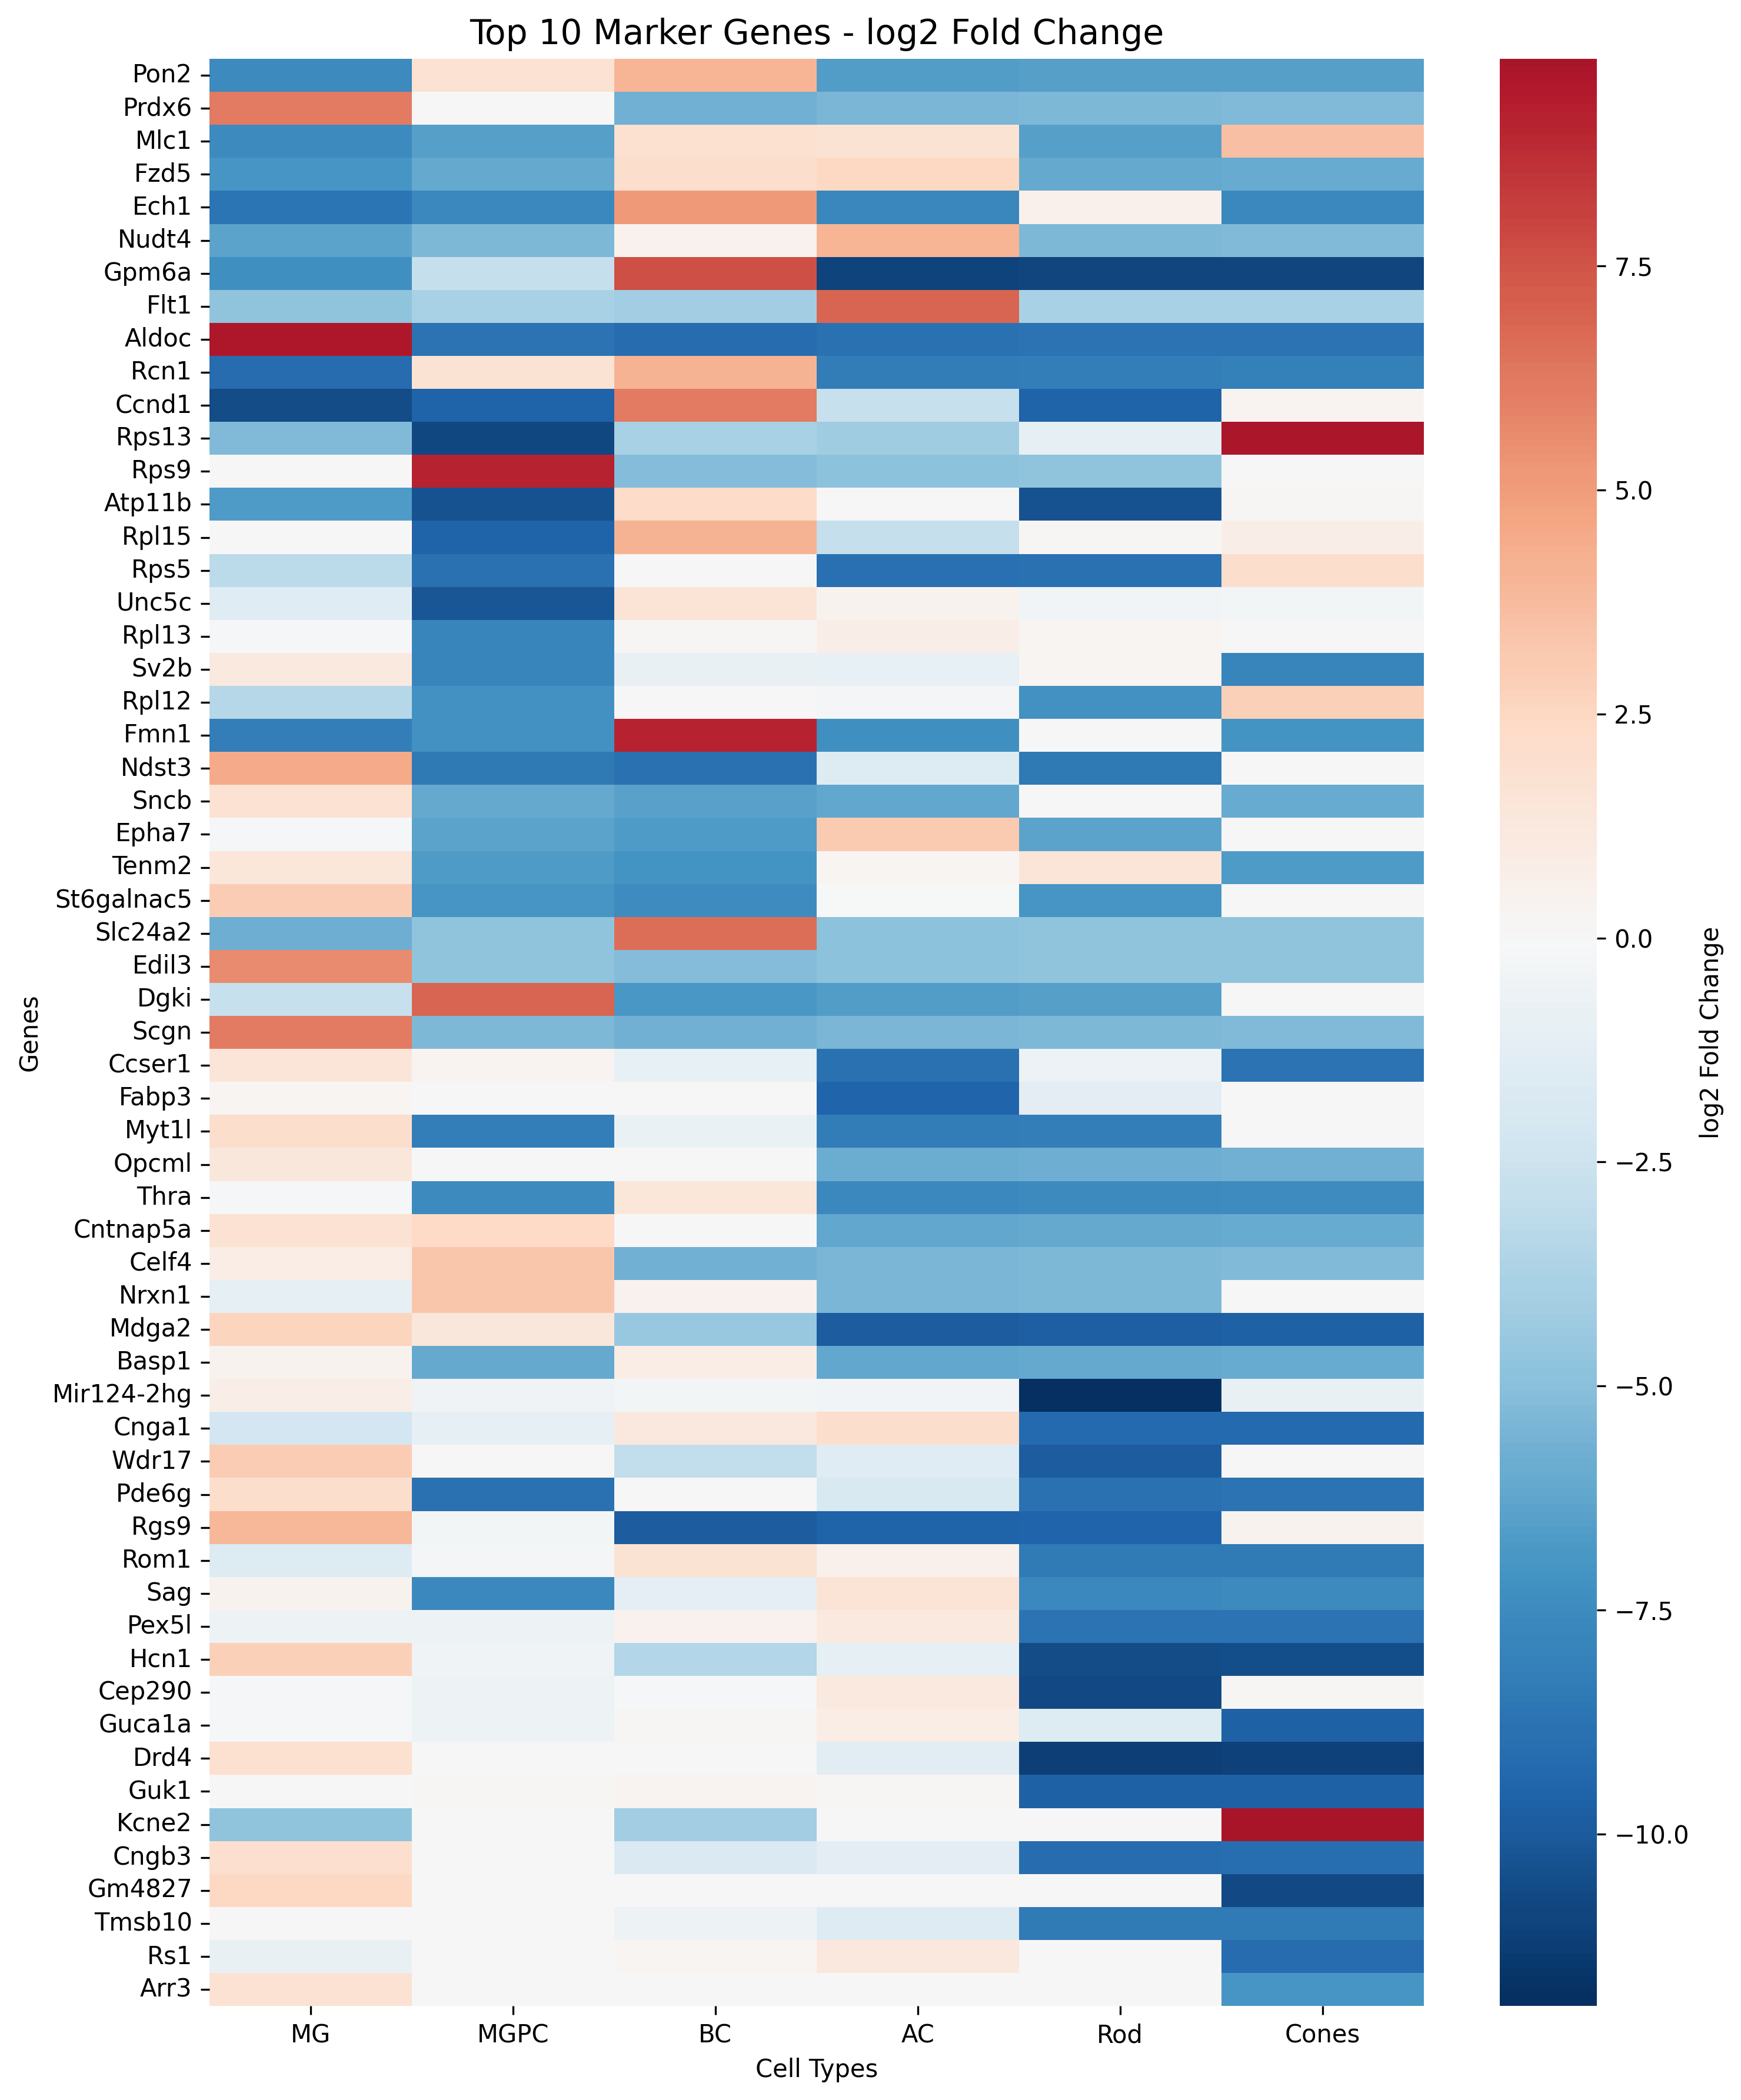 Top 10 Marker Genes - log2 Fold Change
Pon2
Prdx6
Mlc1
Fzd5
Ech1
Nudt4
Gpm6a
Flt1
Aldoc
Rcn1
Ccnd1
Rps13
Rps9
Atp11b
Rpl15
Rps5
Unc5c
Rpl13
Sv2b
Rpl12
Fmn1
Ndst3
Sncb
Epha7
Tenm2
St6galnac5
Slc24a2
Edil3
Dgki
Scgn
Ccser1
Fabp3
Myt1l
Opcml
Thra
Cntnap5a
Celf4
Nrxn1
Mdga2
Basp1
Mir124-2hg
Cnga1
Wdr17
Pde6g
Rgs9
Rom1
Sag
Pex5l
Hcn1
Cep290
Guca1a
Drd4
Guk1
Kcne2
Cngb3
Gm4827
Tmsb10
Rs1
Arr3
Genes
MG MGPC BC AC Rod Cones
Cell Types
7.5
5.0
2.5
0.0
−2.5
−5.0
−7.5
−10.0
log2 Fold Change